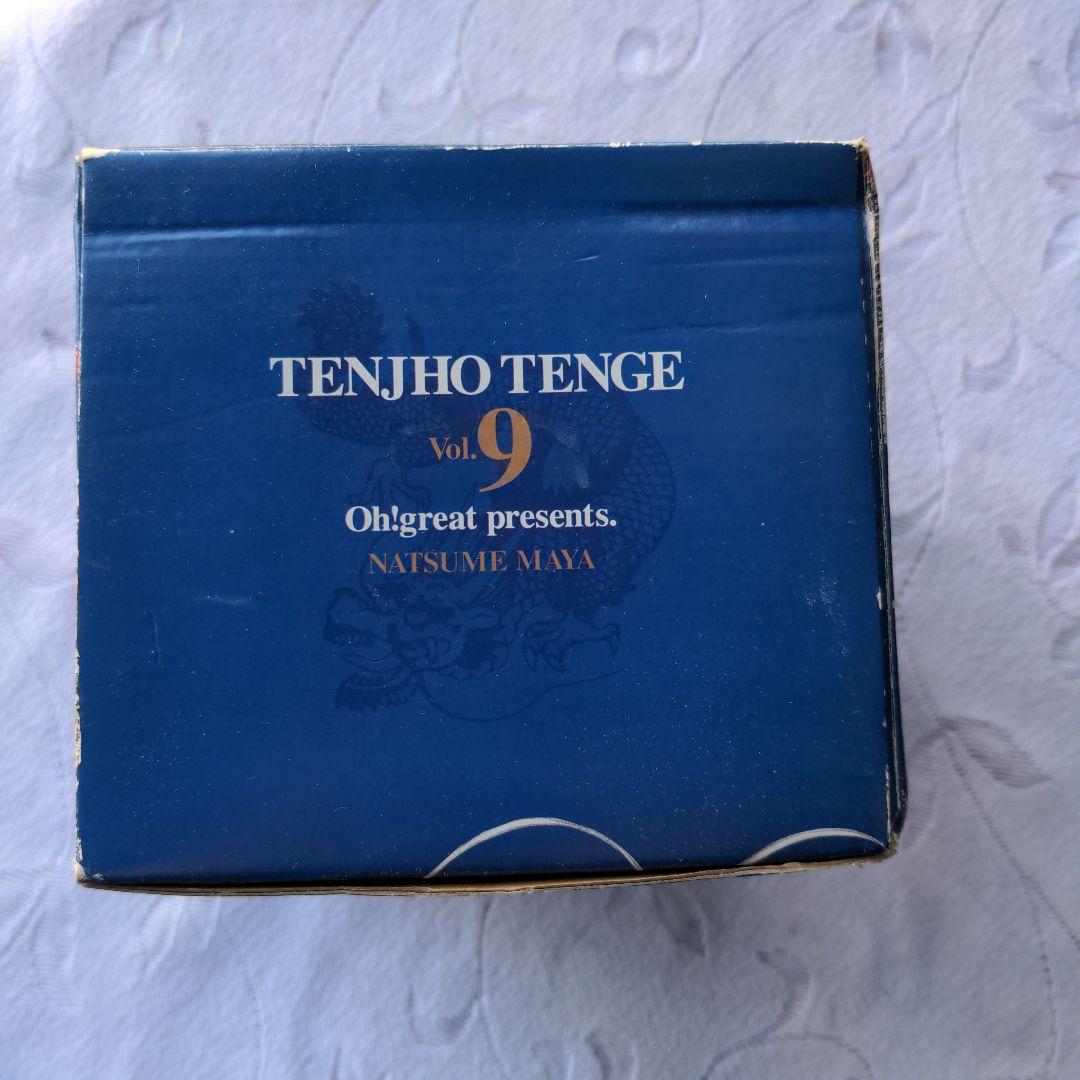 TENJHO TENGE
Vol.9
Oh!great presents.
NATSUME MAYA